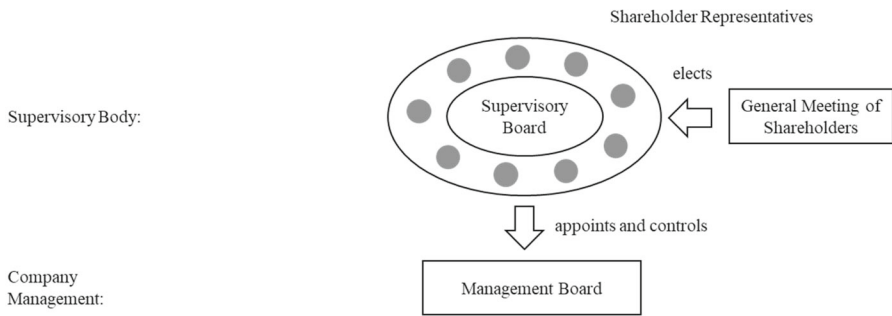 Shareholder Representatives
elects
Supervisory Body:
Supervisory
Board
General Meeting of
Shareholders
appoints and controls
Company
Management:
Management Board